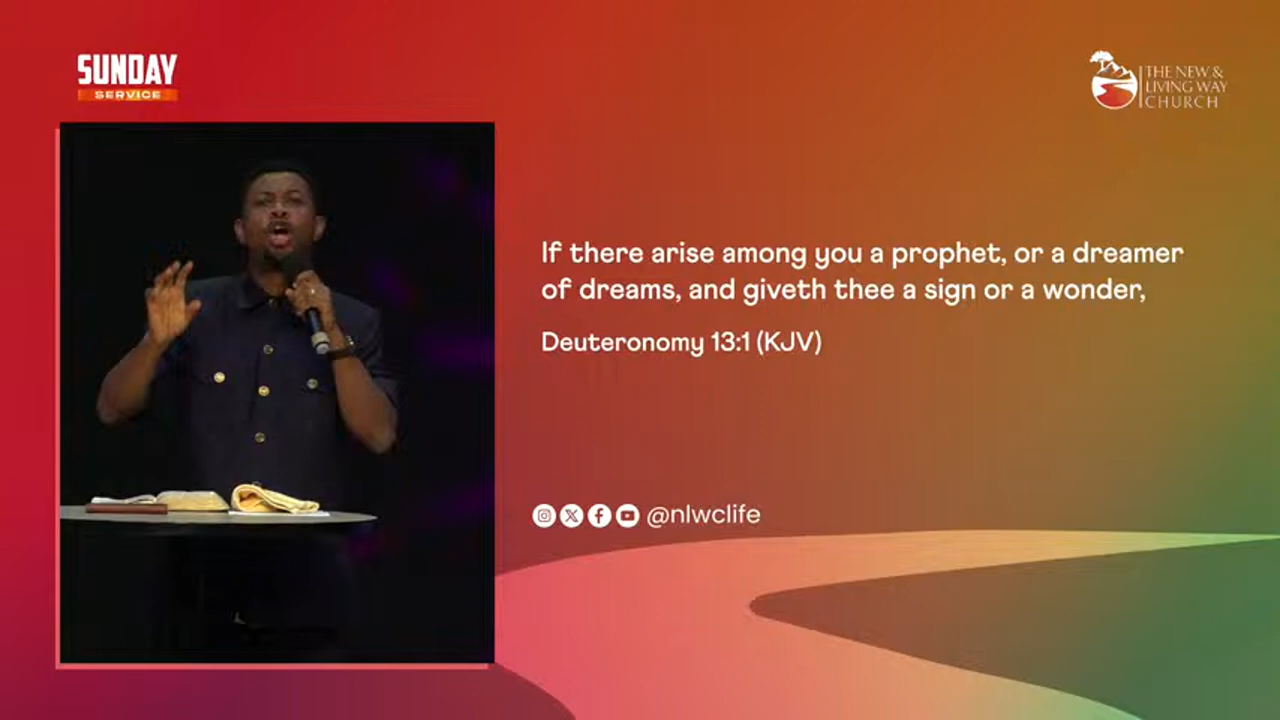 SUNDAY
SERVICE
THE NEW &
LIVING WAY
CHURCH
If there arise among you a prophet, or a dreamer
of dreams, and giveth thee a sign or a wonder,
Deuteronomy 13:1 (KJV)
@nlwclife